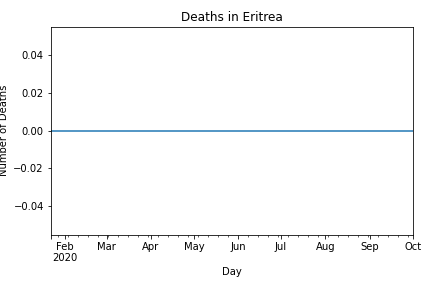 Deaths in Eritrea
Number of Deaths
0.04
0.02
0.00
−0.02
−0.04
Feb Mar Apr May Jun Jul Aug Sep Oct
2020
Day